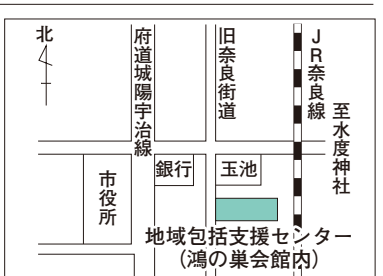 北
府道城陽宇治線
旧奈良街道
JR奈良線
至水度神社
市役所
銀行
玉池
地域包括支援センター
(鴻の巣会館内)